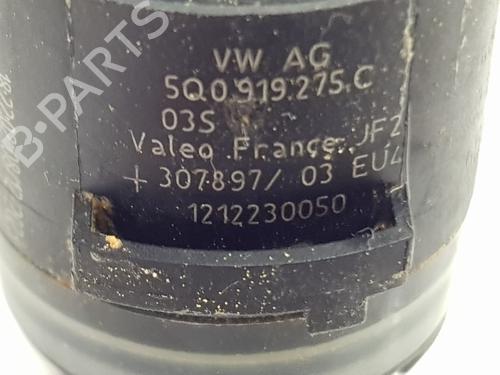 VW AG
5Q0.919.275.C
03S
Valeo France JF2
+ 307897/ 03 EU4
1212230050
B-PARTS